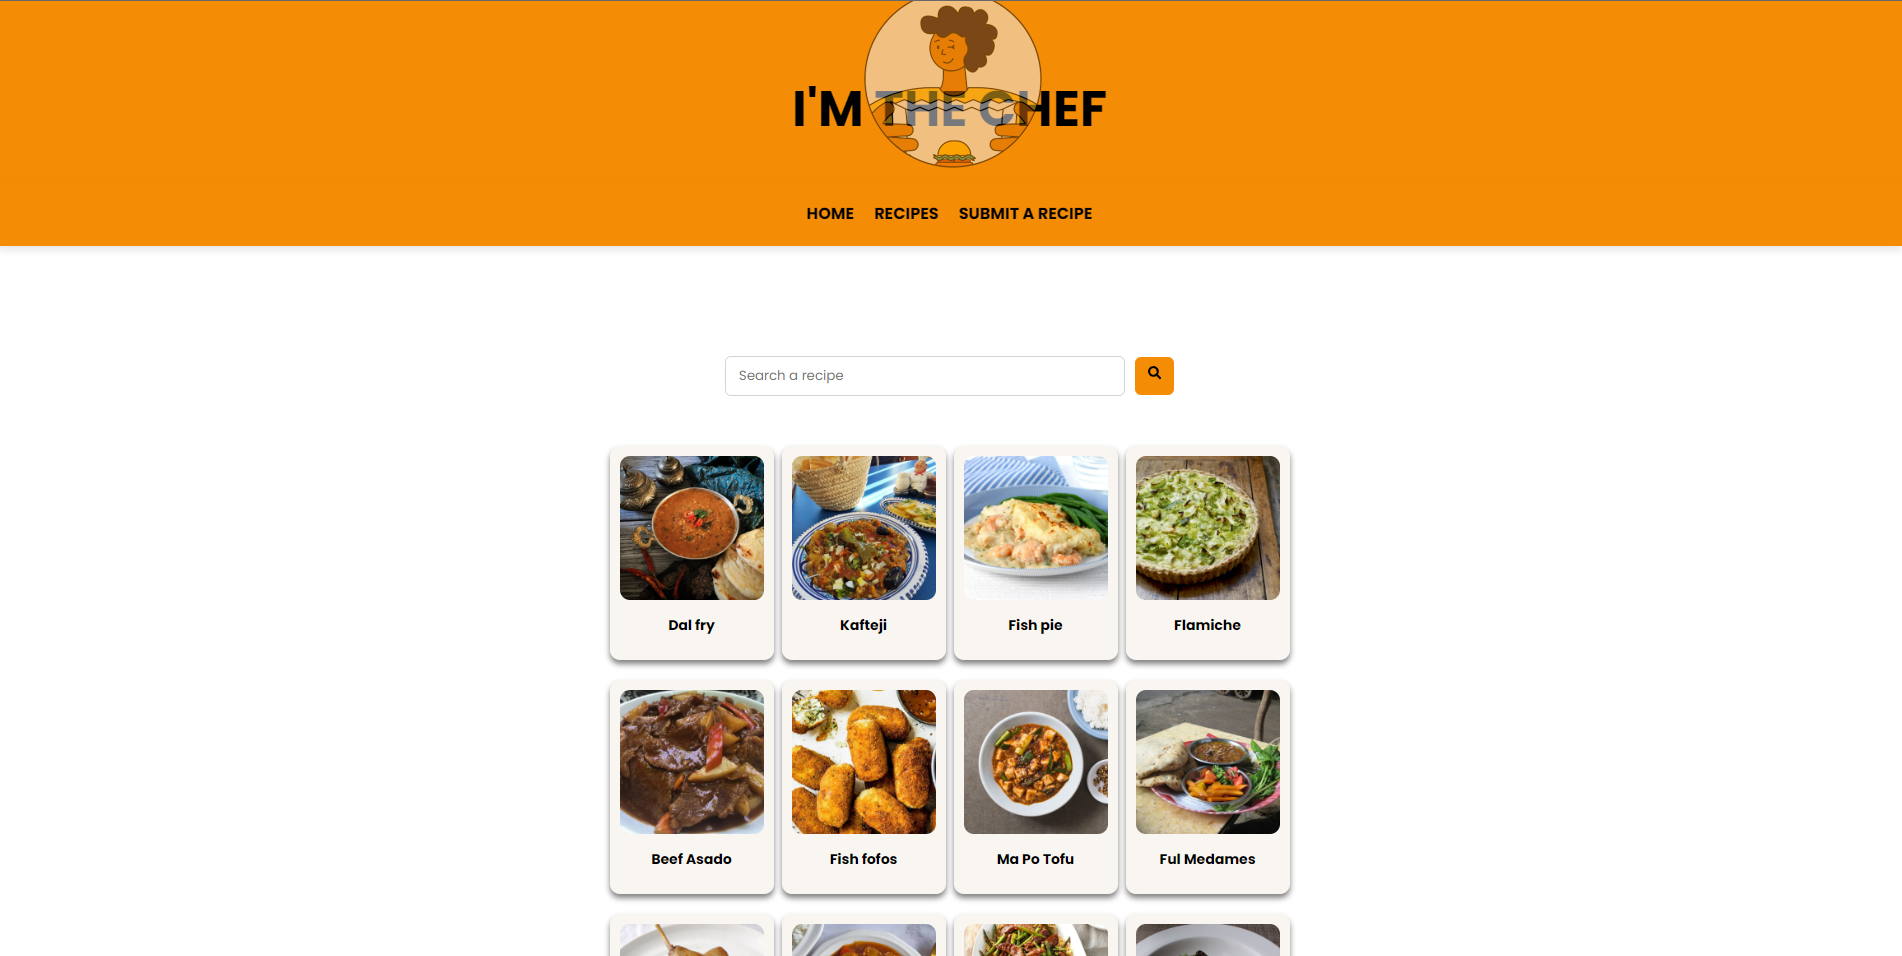 I'M THE CHEF
HOME RECIPES SUBMIT A RECIPE
Search a recipe
Dal fry Kafteji Fish pie Flamiche
Beef Asado Fish fofos Ma Po Tofu Ful Medames